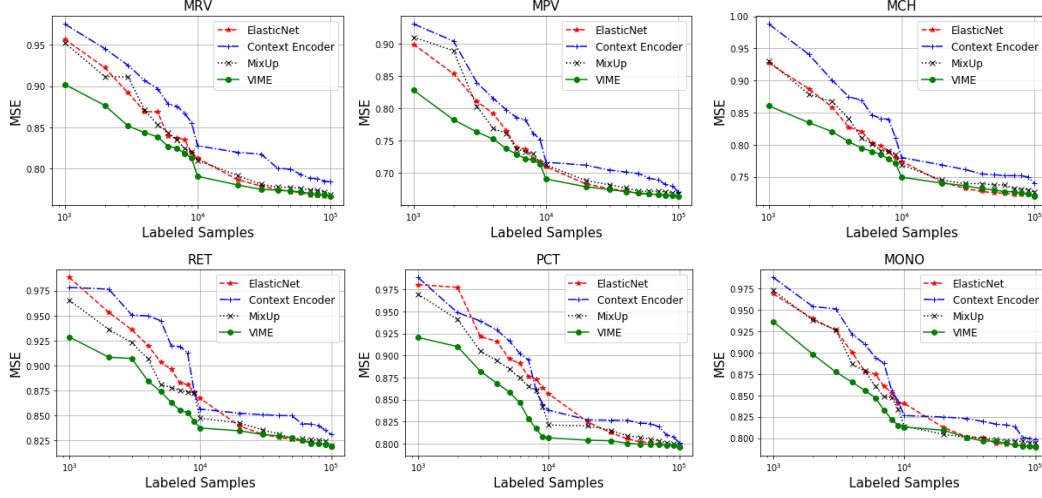 MRV
MSE
0.95
0.90
0.85
0.80
10³
10⁴
10⁵
Labeled Samples
ElasticNet
Context Encoder
MixUp
VIME
MPV
MSE
0.90
0.85
0.80
0.75
0.70
10³
10⁴
10⁵
Labeled Samples
ElasticNet
Context Encoder
MixUp
VIME
MCH
MSE
1.00
0.95
0.90
0.85
0.80
0.75
10³
10⁴
10⁵
Labeled Samples
ElasticNet
Context Encoder
MixUp
VIME
RET
MSE
0.975
0.950
0.925
0.900
0.875
0.850
0.825
10³
10⁴
10⁵
Labeled Samples
ElasticNet
Context Encoder
MixUp
VIME
PCT
MSE
0.975
0.950
0.925
0.900
0.875
0.850
0.825
0.800
10³
10⁴
10⁵
Labeled Samples
ElasticNet
Context Encoder
MixUp
VIME
MONO
MSE
0.975
0.950
0.925
0.900
0.875
0.850
0.825
0.800
10³
10⁴
10⁵
Labeled Samples
ElasticNet
Context Encoder
MixUp
VIME